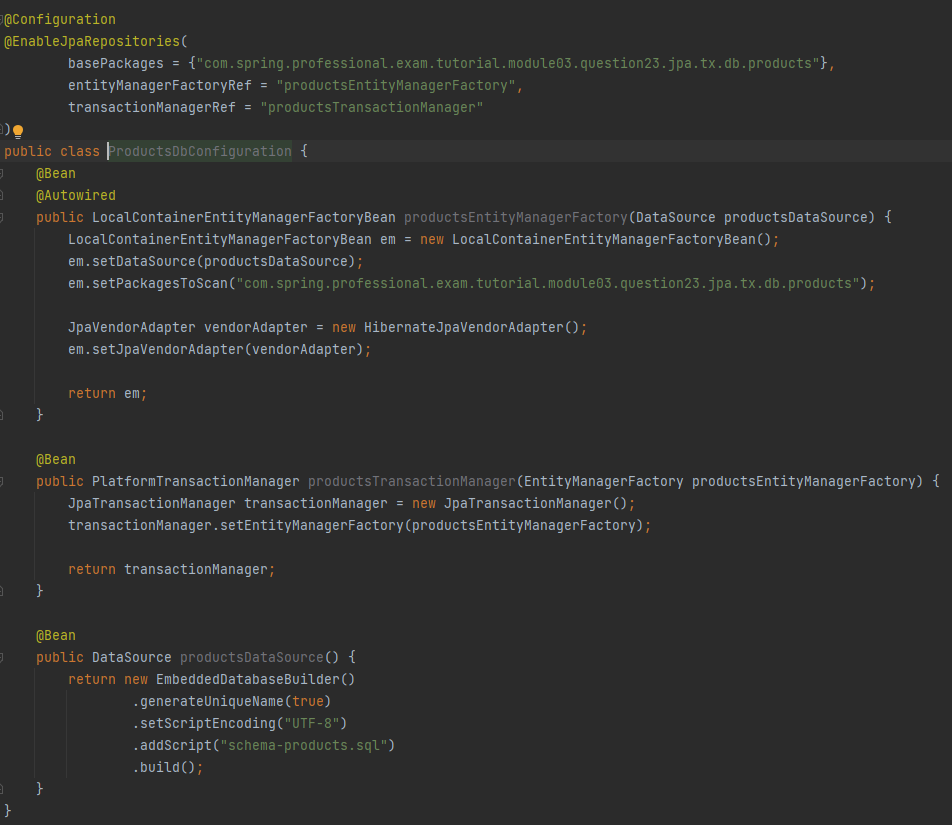 @Configuration
@EnableJpaRepositories(
        basePackages = {"com.spring.professional.exam.tutorial.module03.question23.jpa.tx.db.products"},
        entityManagerFactoryRef = "productsEntityManagerFactory",
        transactionManagerRef = "productsTransactionManager"
)
public class ProductsDbConfiguration {
    @Bean
    @Autowired
    public LocalContainerEntityManagerFactoryBean productsEntityManagerFactory(DataSource productsDataSource) {
        LocalContainerEntityManagerFactoryBean em = new LocalContainerEntityManagerFactoryBean();
        em.setDataSource(productsDataSource);
        em.setPackagesToScan("com.spring.professional.exam.tutorial.module03.question23.jpa.tx.db.products");

        JpaVendorAdapter vendorAdapter = new HibernateJpaVendorAdapter();
        em.setJpaVendorAdapter(vendorAdapter);

        return em;
    }

    @Bean
    public PlatformTransactionManager productsTransactionManager(EntityManagerFactory productsEntityManagerFactory) {
        JpaTransactionManager transactionManager = new JpaTransactionManager();
        transactionManager.setEntityManagerFactory(productsEntityManagerFactory);

        return transactionManager;
    }

    @Bean
    public DataSource productsDataSource() {
        return new EmbeddedDatabaseBuilder()
                .generateUniqueName(true)
                .setScriptEncoding("UTF-8")
                .addScript("schema-products.sql")
                .build();
    }
}